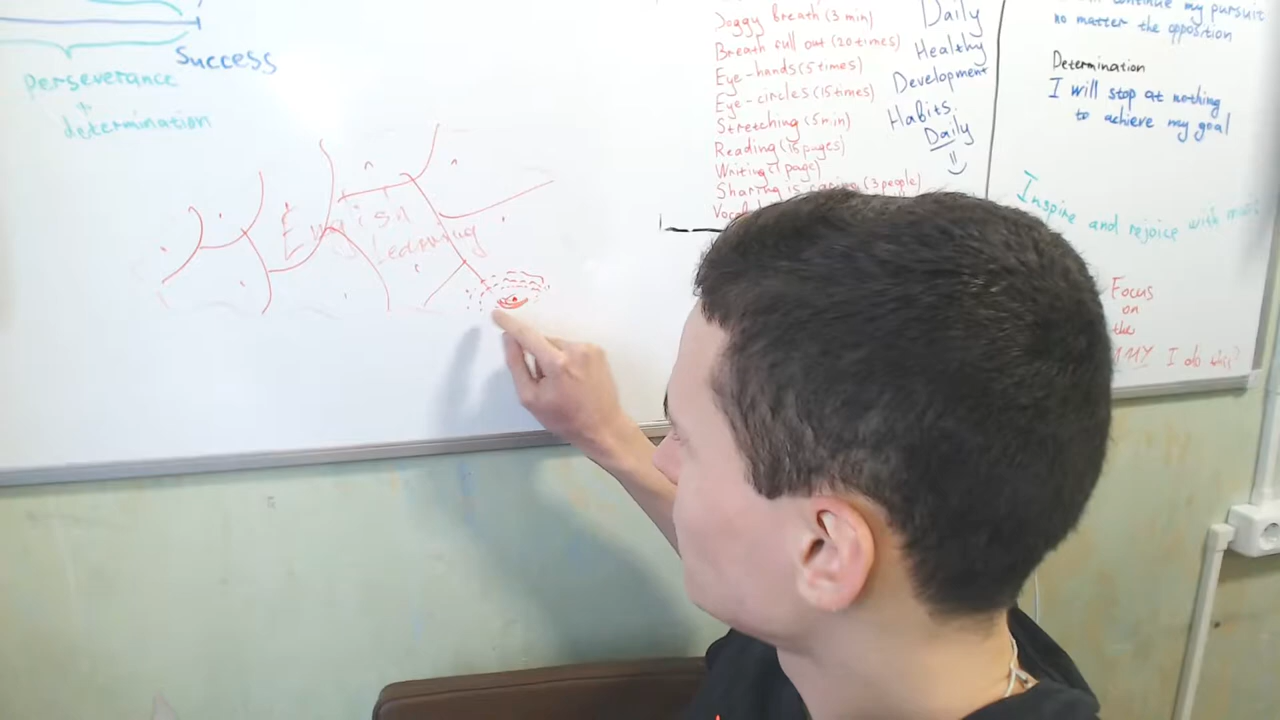 Success
Perseverance
determination
English
Learning
Doggy Breath (3 min)
Breath full out (20 times)
Eye-hands (5 times)
Eye-circles (15 times)
Stretching (5 min)
Reading (15 pages)
Writing (1 page)
Sharing is caring (3 people)
Daily
Healthy
Development
Habits.
Daily
continue my pursuit
no matter the opposition
Determination
I will stop at nothing
to achieve my goal
Inspire and rejoice with
Focus
on
the
I do this?